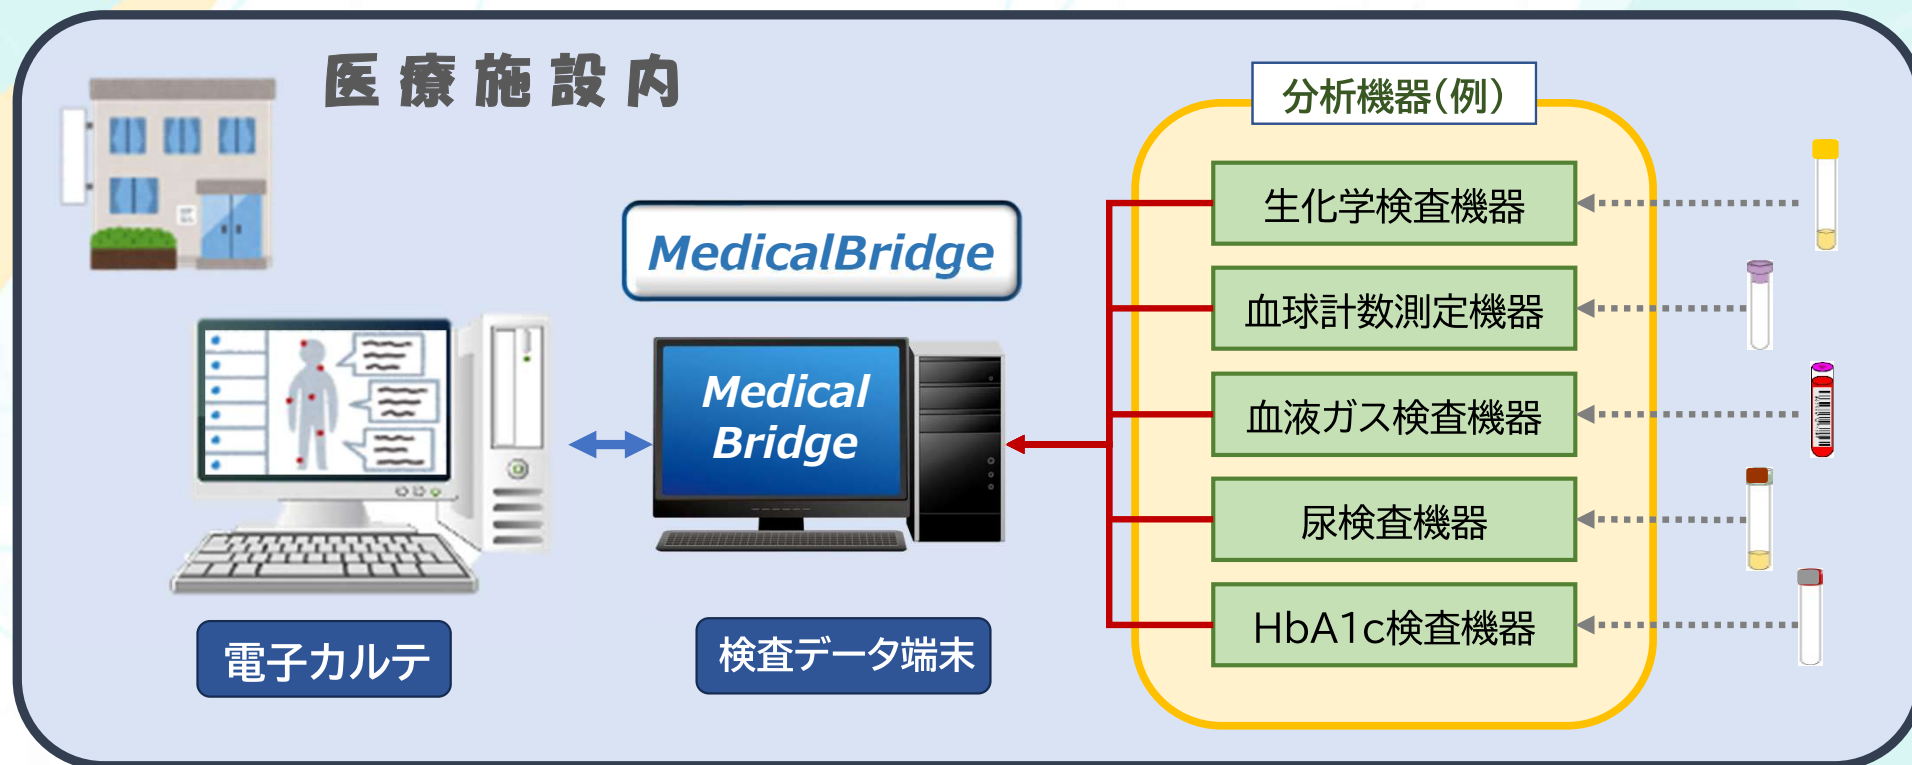 医療施設内
分析機器(例)
生化学検査機器
MedicalBridge
血球計数測定機器
Medical
Bridge
血液ガス検査機器
尿検査機器
HbA1c検査機器
電子カルテ
検査データ端末